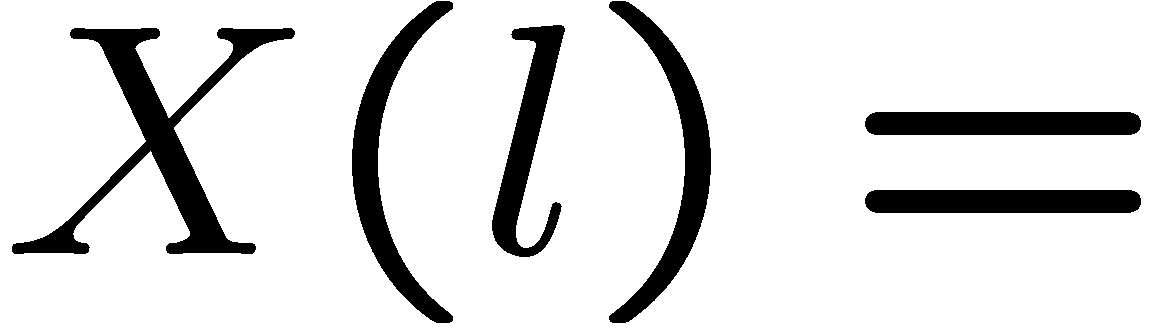 X(l) =